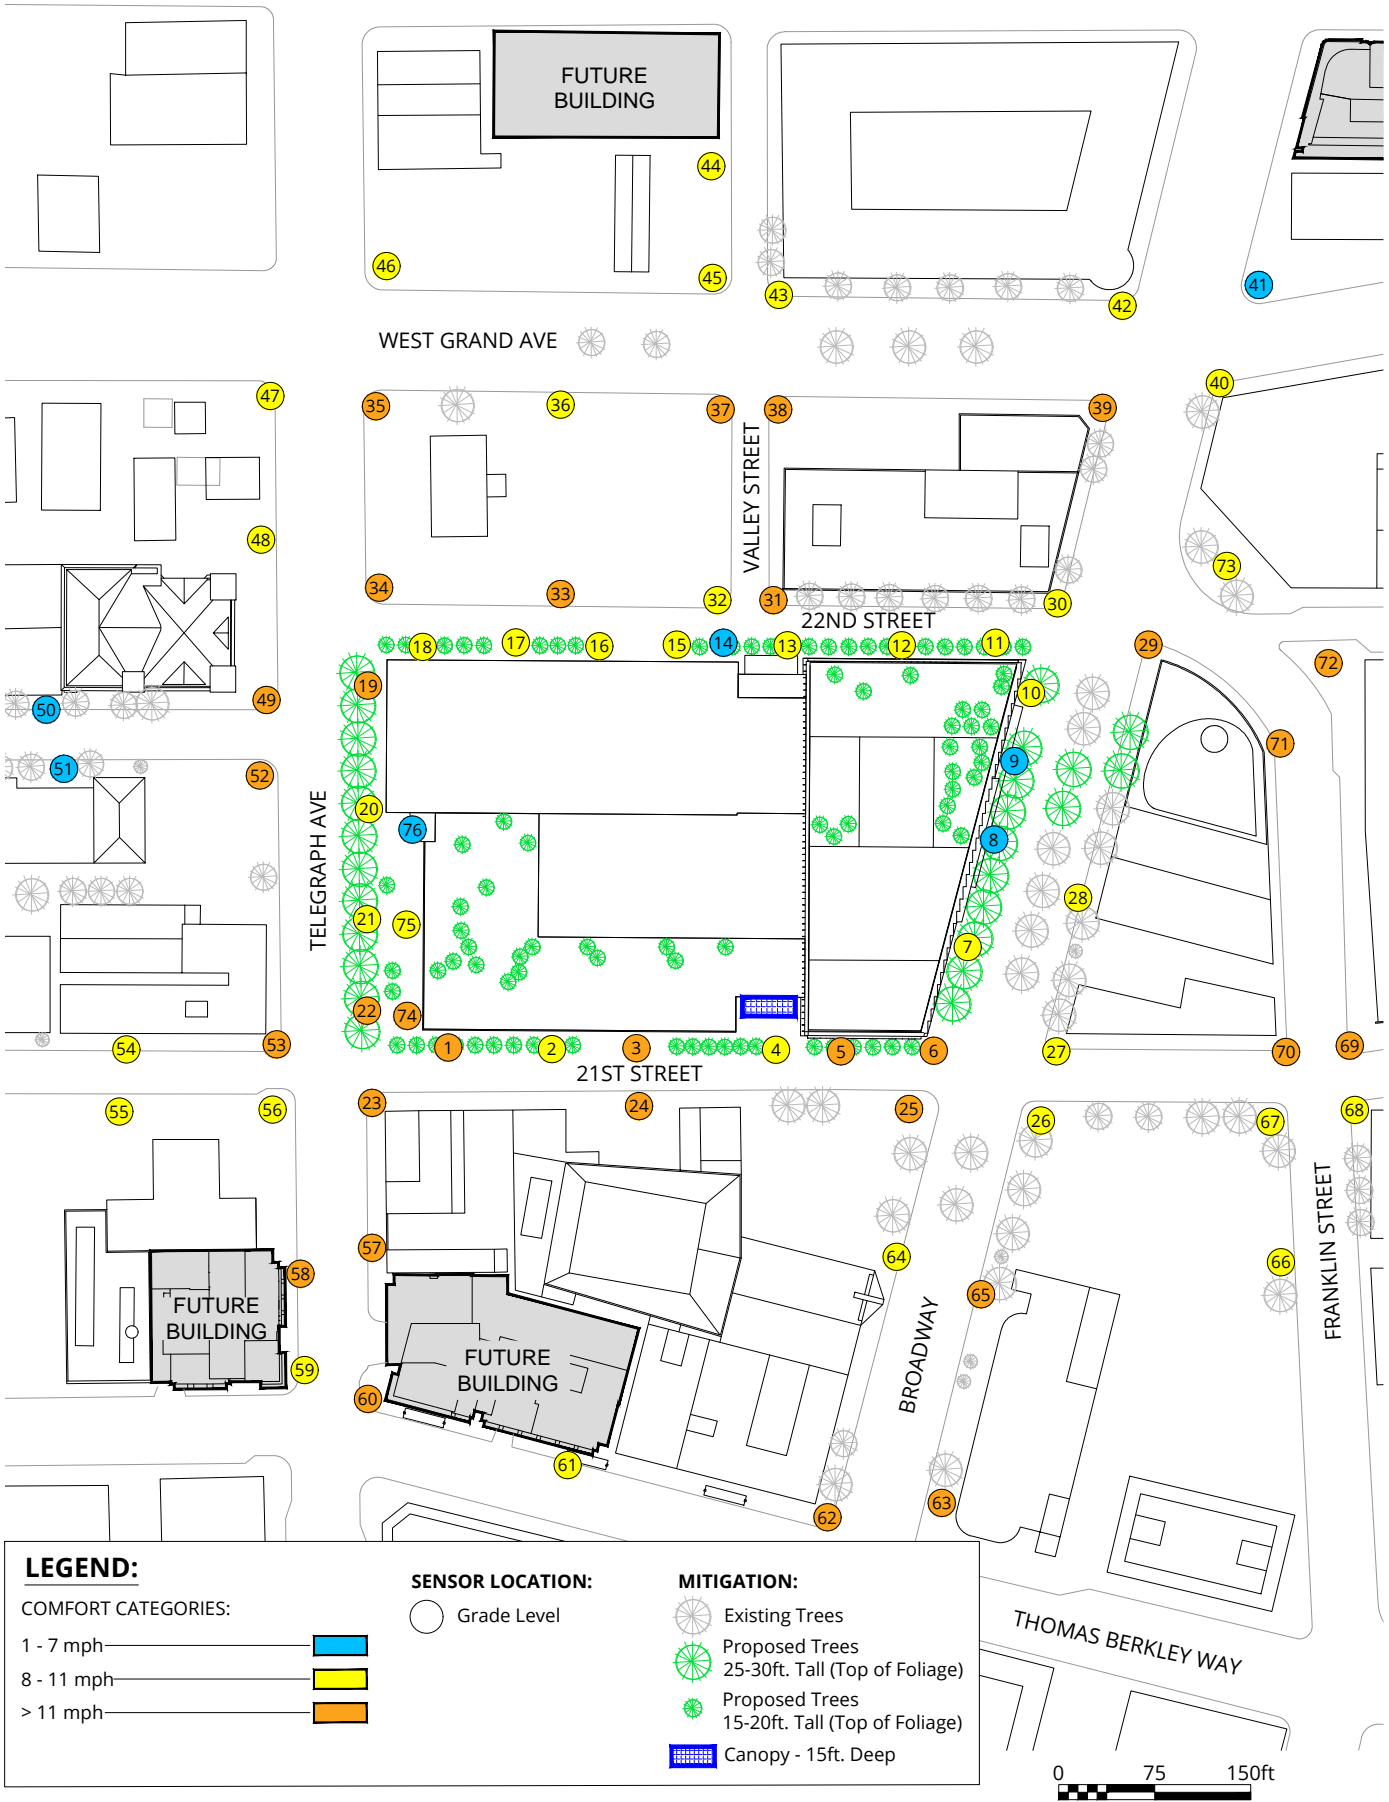 FUTURE
BUILDING
44
46
45
43
42
41
WEST GRAND AVE
47
35
36
37
38
39
40
VALLEY STREET
48
34
33
32
31
30
73
22ND STREET
18
17
16
15
14
13
12
11
29
72
19
10
49
50
51
52
9
71
TELEGRAPH AVE
20
76
8
21
75
28
7
22
74
54
53
1
2
3
4
5
6
27
70
69
21ST STREET
55
56
23
24
25
26
67
68
57
64
66
58
65
FRANKLIN STREET
BROADWAY
FUTURE
BUILDING
FUTURE
BUILDING
59
60
61
62
63
LEGEND:
COMFORT CATEGORIES:
1 - 7 mph
8 - 11 mph
> 11 mph
SENSOR LOCATION:
Grade Level
MITIGATION:
Existing Trees
Proposed Trees
25-30ft. Tall (Top of Foliage)
Proposed Trees
15-20ft. Tall (Top of Foliage)
Canopy - 15ft. Deep
THOMAS BERKLEY WAY
0 75 150ft